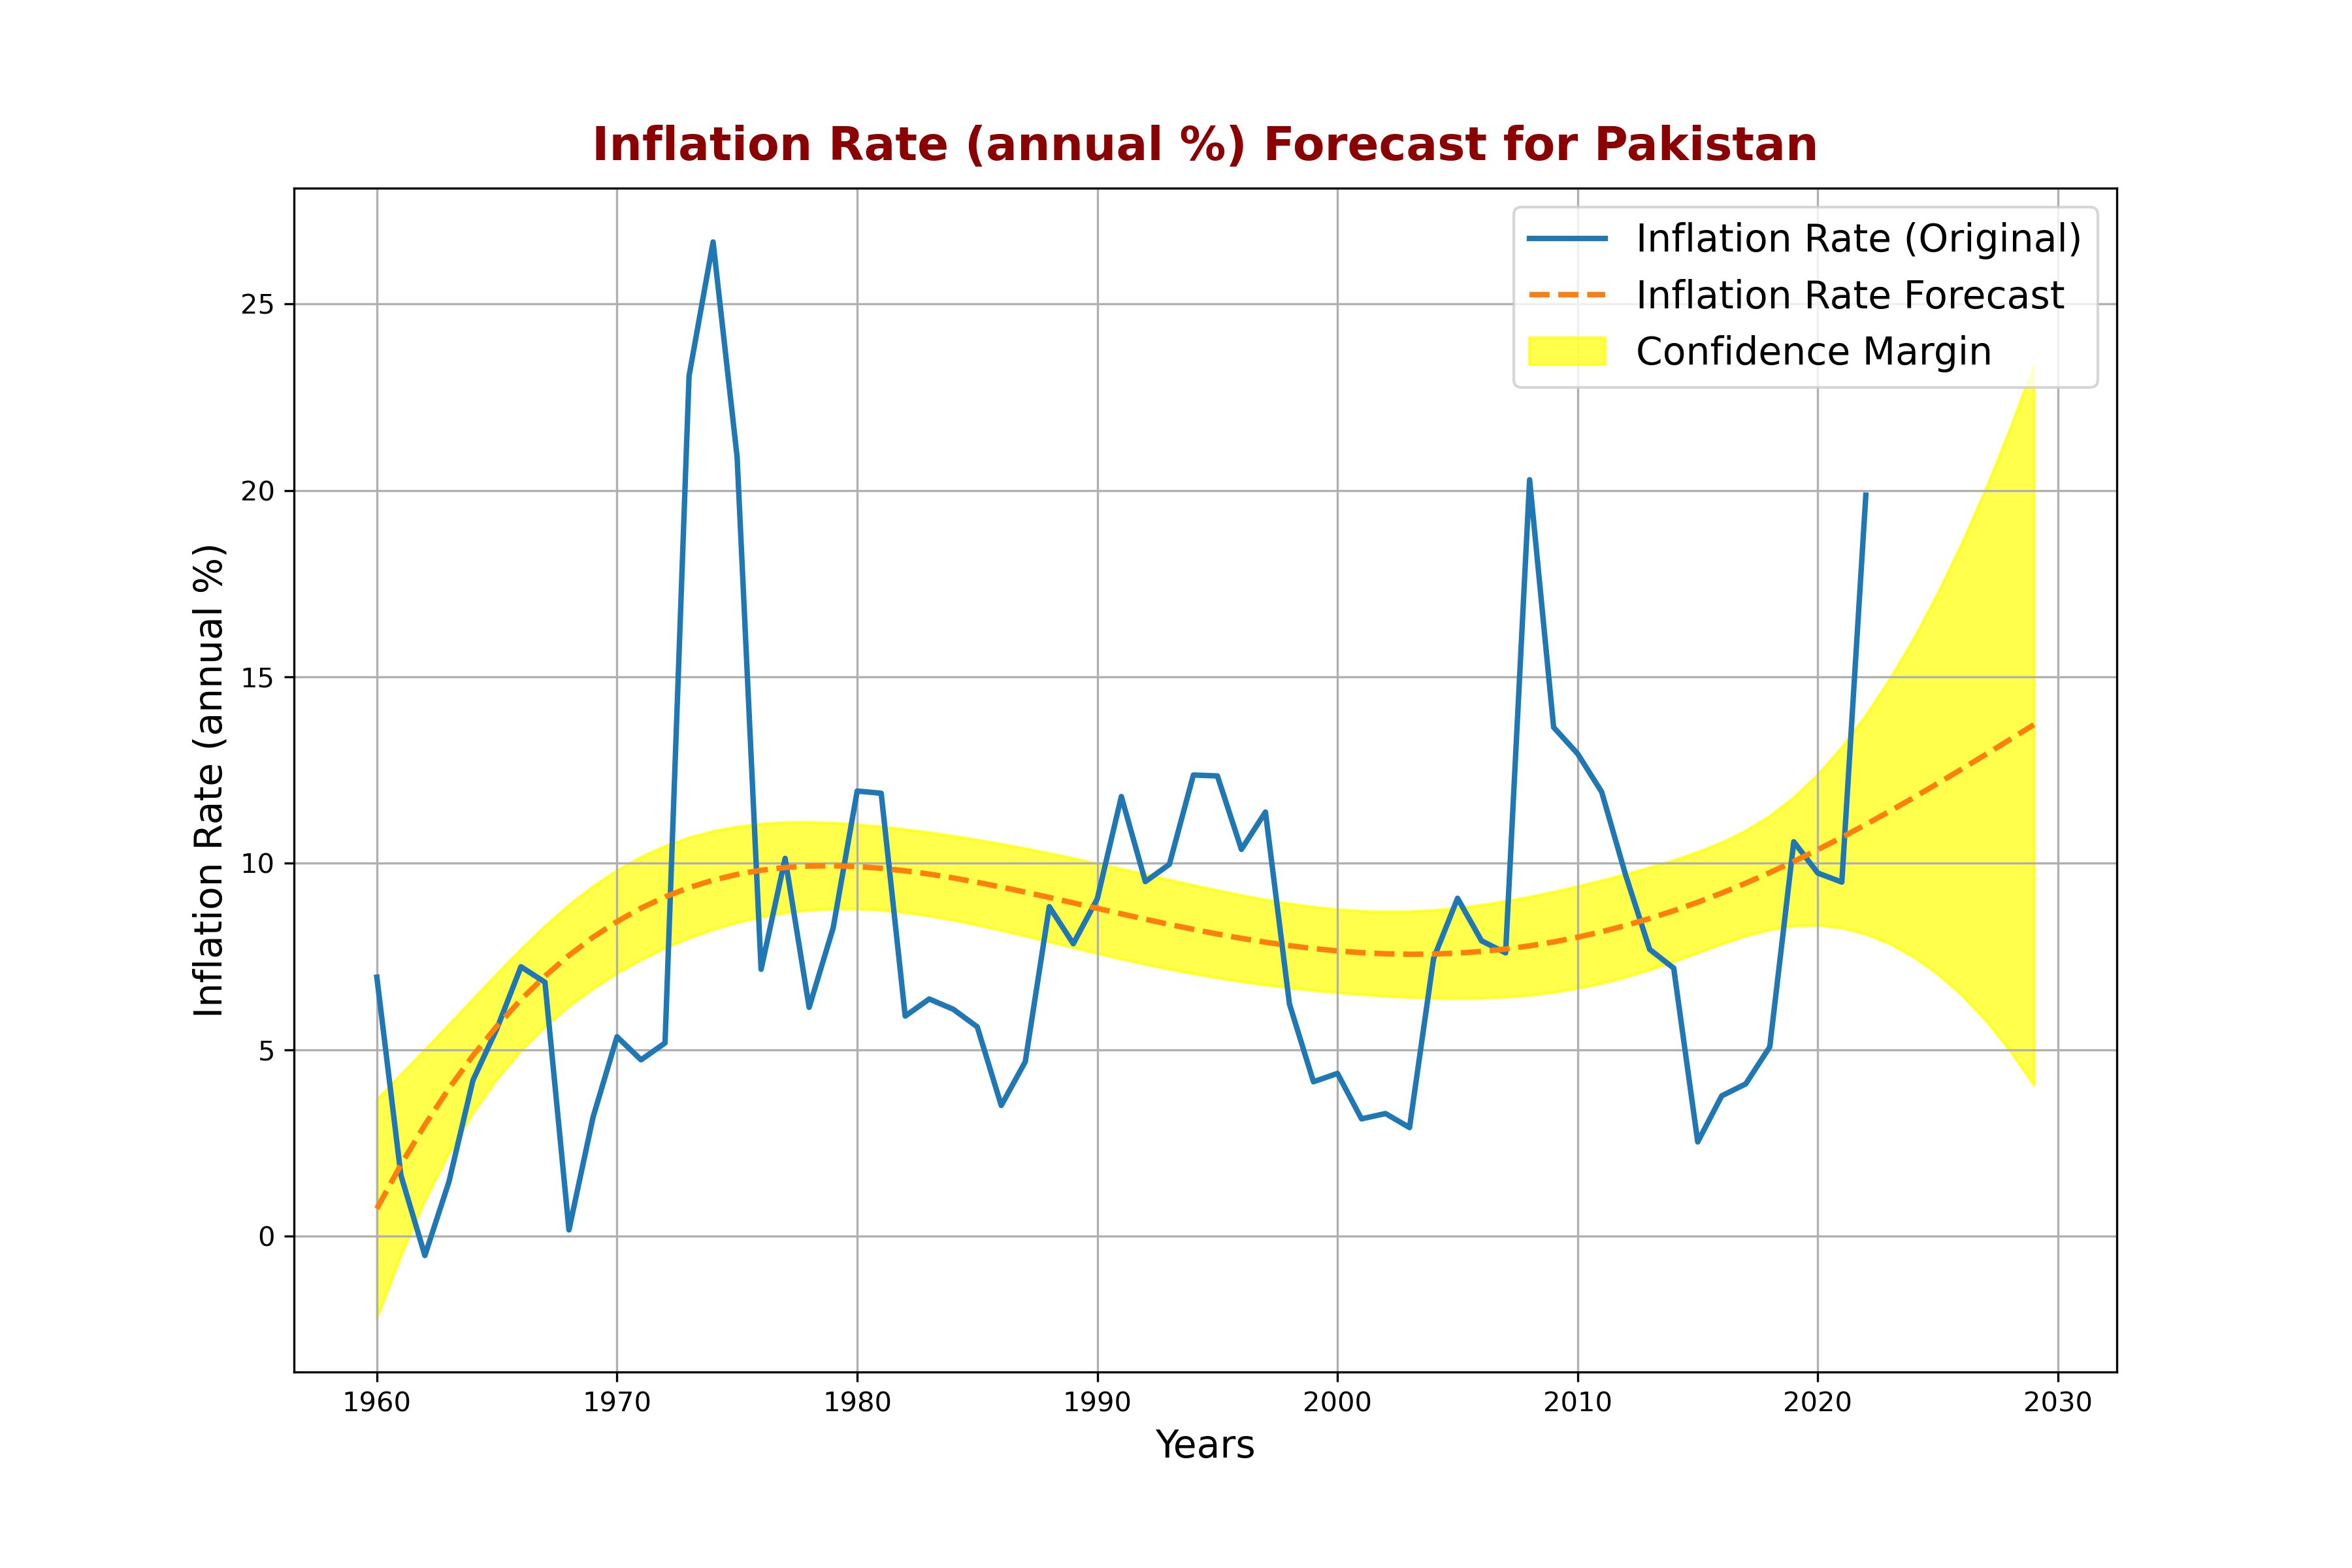 Inflation Rate (annual %) Forecast for Pakistan
Inflation Rate (Original)
Inflation Rate Forecast
Confidence Margin
Inflation Rate (annual %)
25
20
15
10
5
0
1960 1970 1980 1990 2000 2010 2020 2030
Years